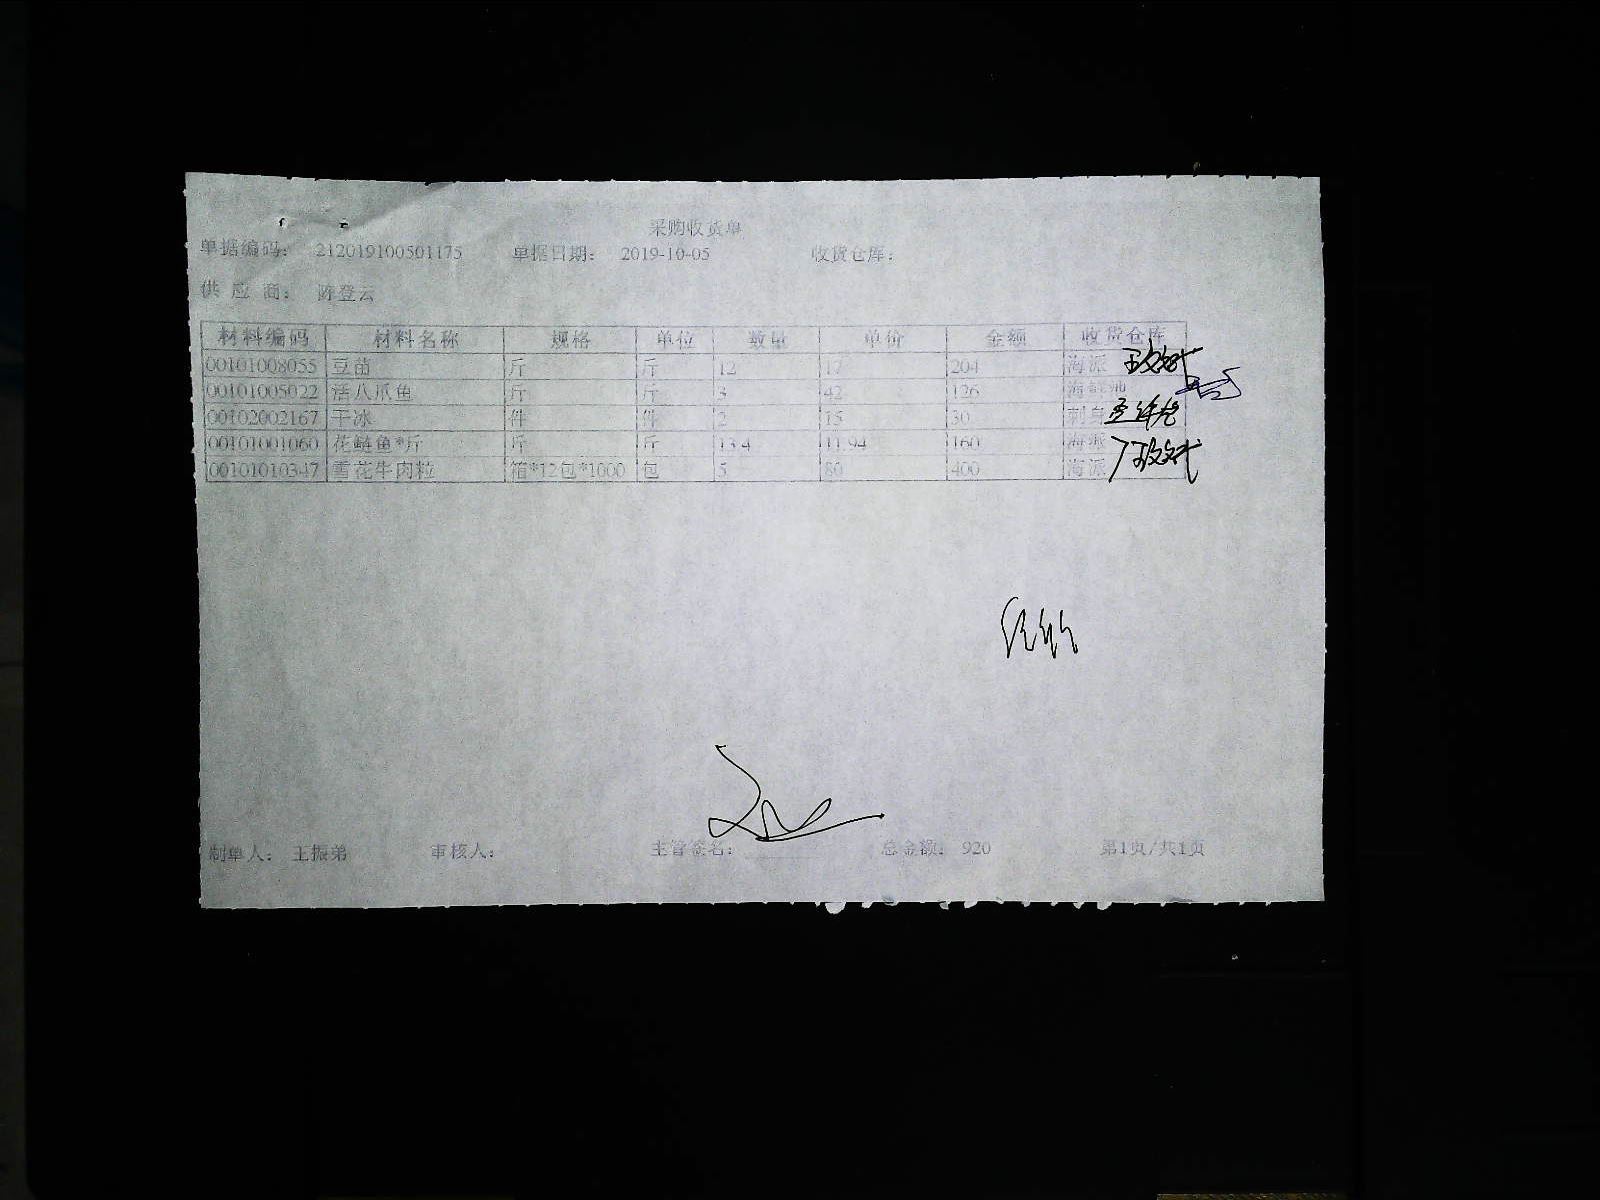 采购收货单
单据编码: 212019100501175 单据日期: 2019-10-05 收货仓库:
供 应 商: 陈登云
材料编码 材料名称 规格 单位 数量 单价 金额 收货仓库
00101008055 豆苗 斤 斤 12 17 204 海派
00101005022 活八爪鱼 斤 斤 3 42 126 海鲜池
00102002167 干冰 件 件 2 15 30 刺身
00101001060 花鲢鱼*斤 斤 斤 13.4 11.94 160 海派
00101010347 雪花牛肉粒 箱*12包*1000 包 5 80 400 海派
制单人: 王振弟 审核人: 主管签名: 总金额: 920 第1页/共1页